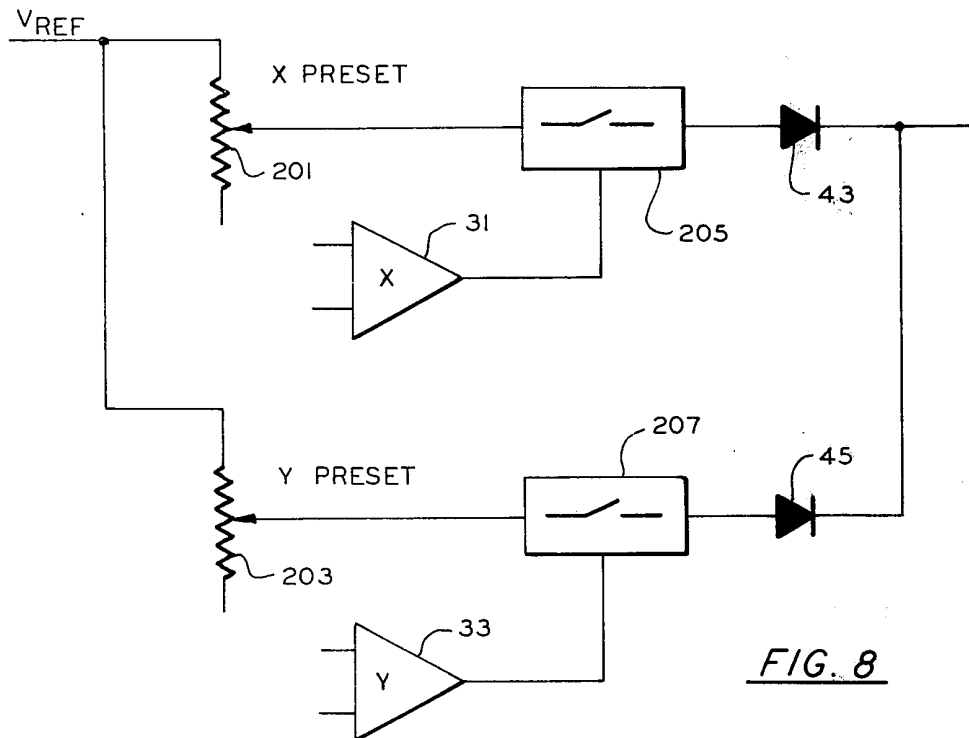 VREF
X PRESET
201
31
X
205
43
Y PRESET
203
207
45
33
Y
FIG. 8